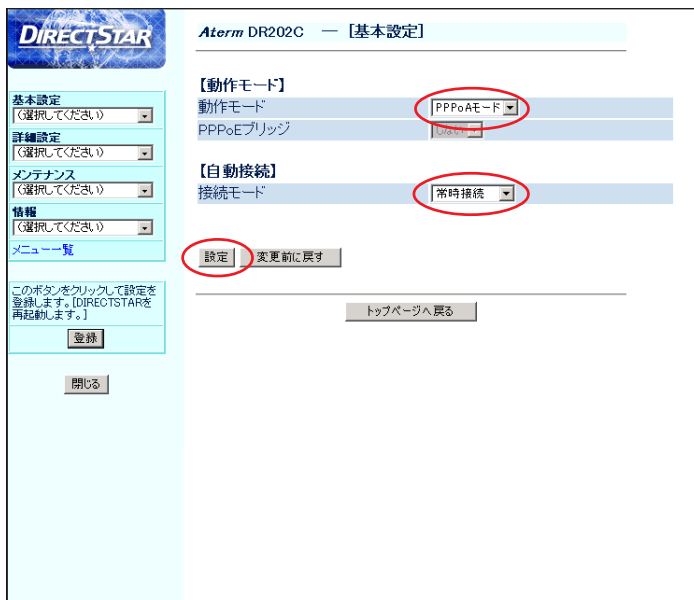 DIRECTSTAR
Aterm DR202C ― [基本設定]
基本設定
(選択してください)
詳細設定
(選択してください)
メンテナンス
(選択してください)
情報
(選択してください)
メニュー一覧
このボタンをクリックして設定を
登録します。[DIRECTSTARを
再起動します。]
登録
閉じる
【動作モード】
動作モード PPPoAモード
PPPoEブリッジ しない
【自動接続】
接続モード 常時接続
設定 変更前に戻す
トップページへ戻る